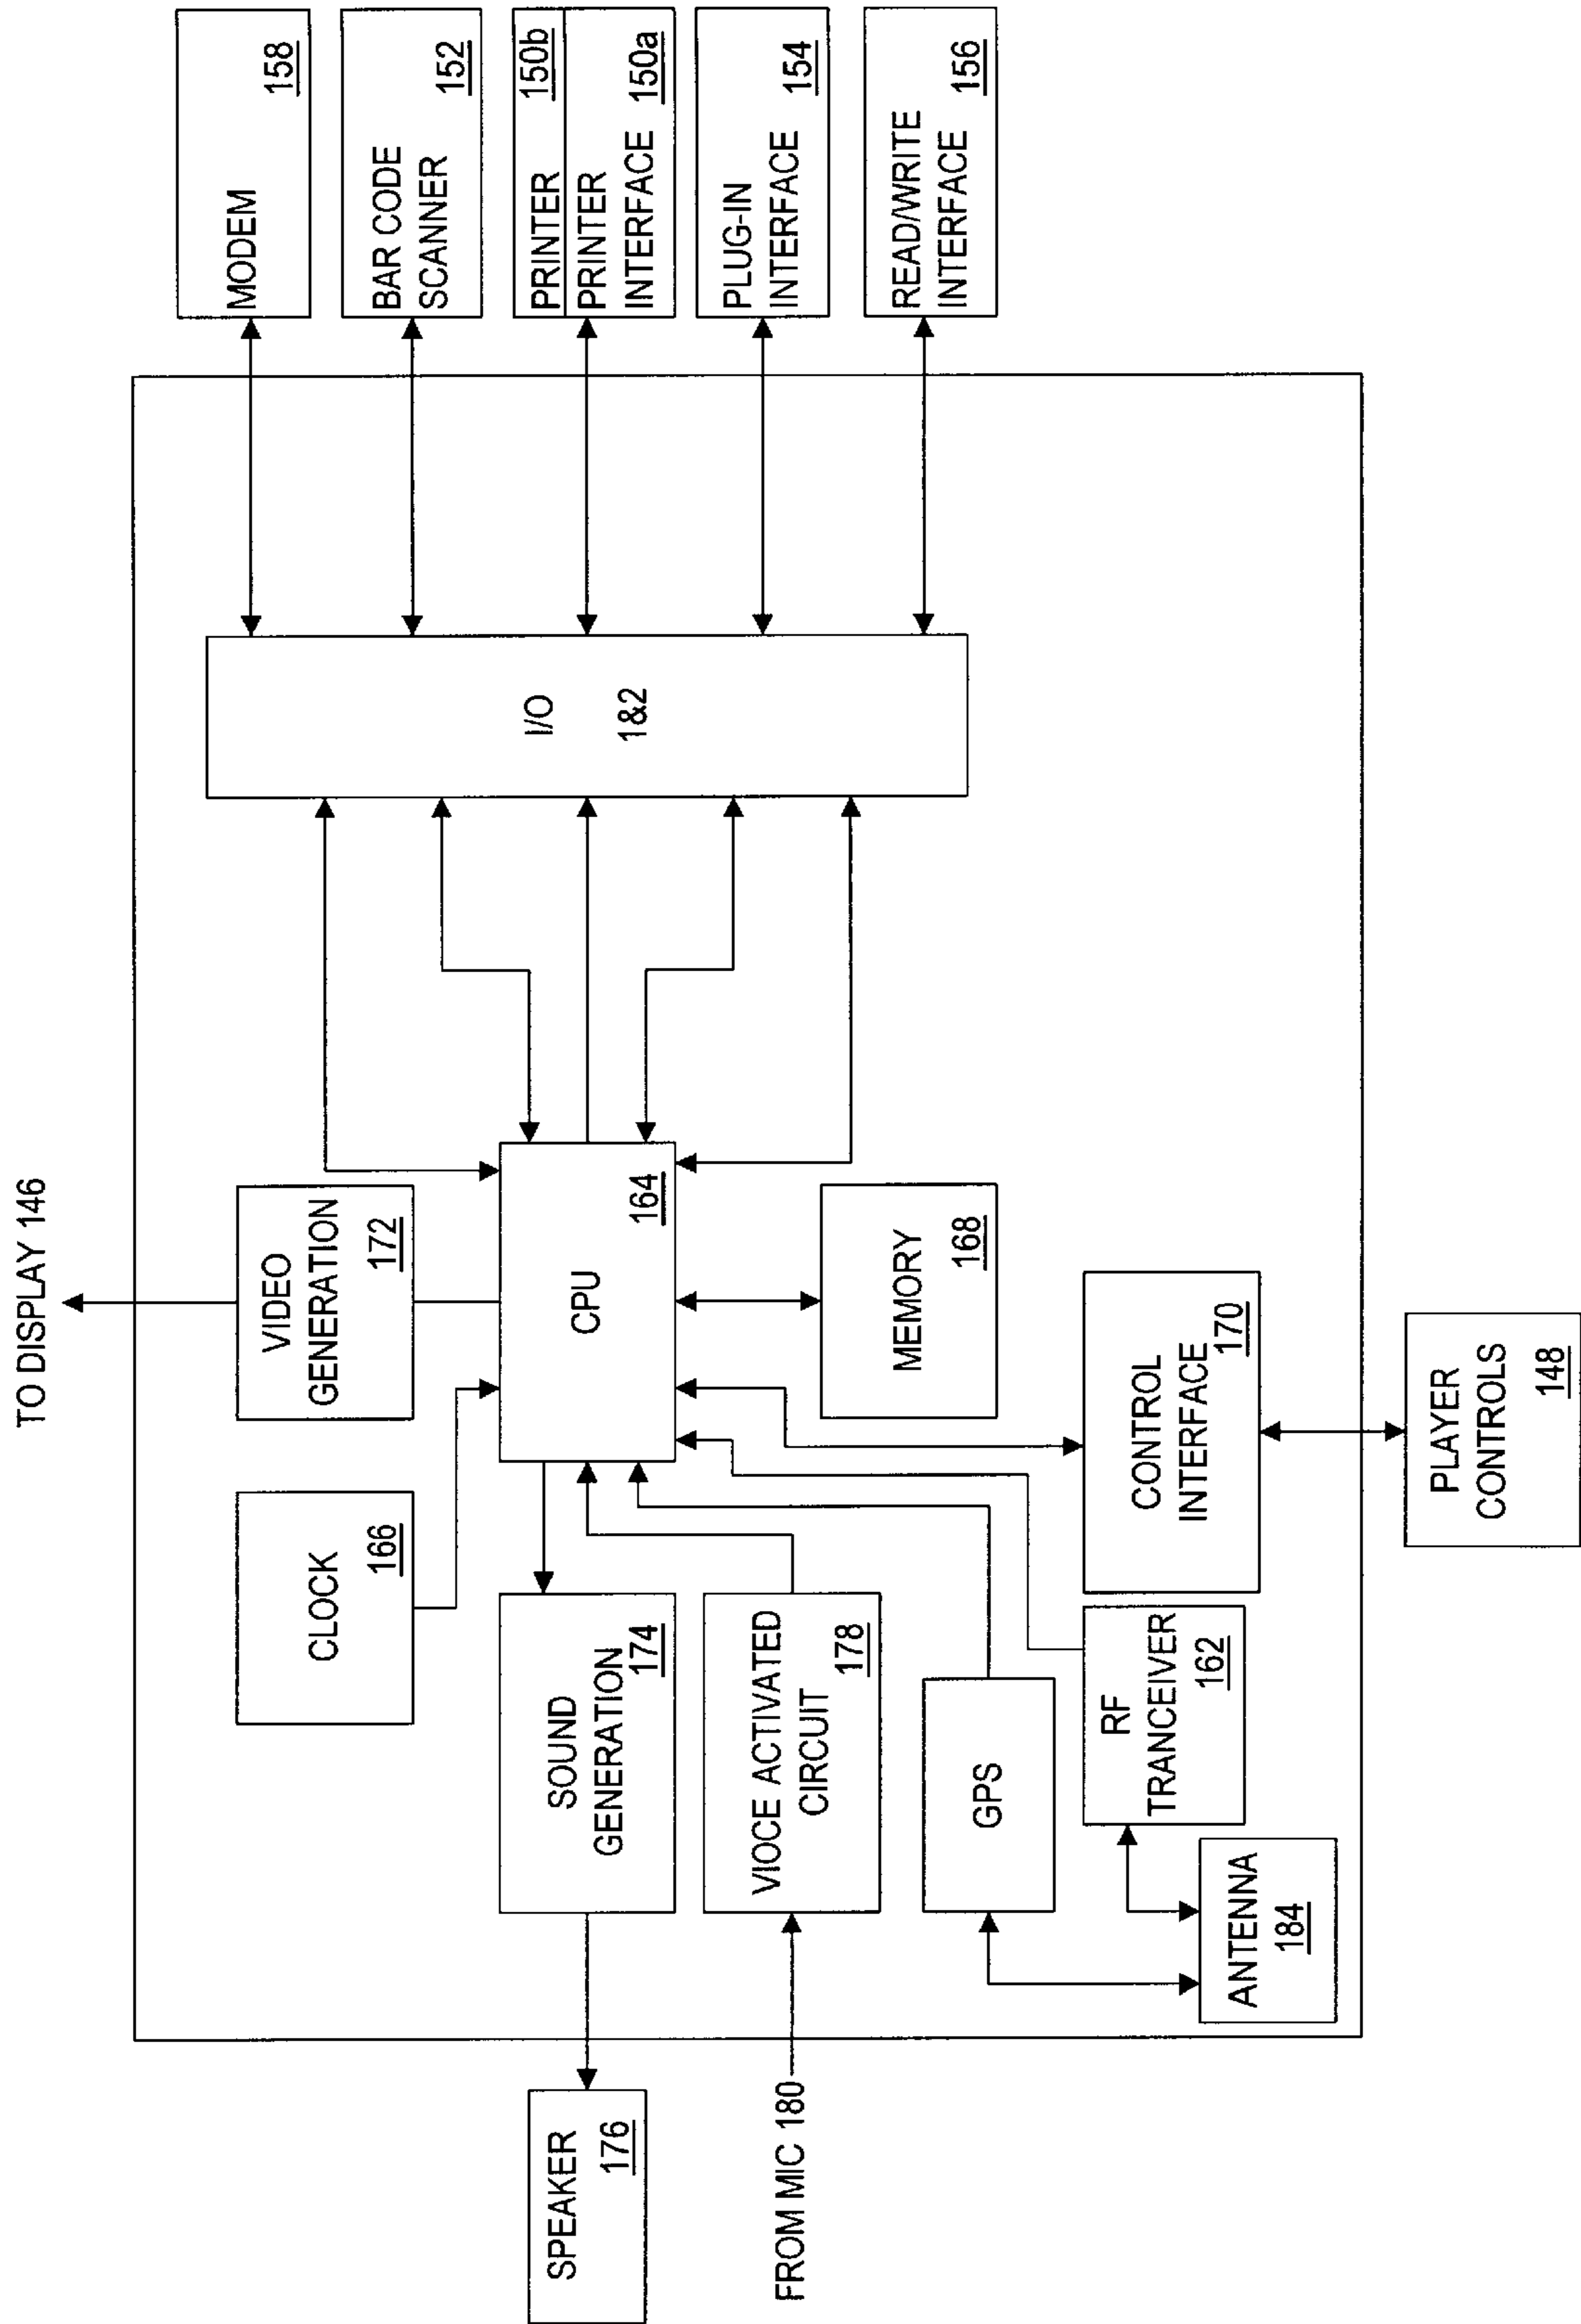 TO DISPLAY 146
CLOCK
166
VIDEO
GENERATION
172
SPEAKER
176
SOUND
GENERATION
174
CPU
164
I/O
1&2
MODEM
158
BAR CODE
SCANNER
152
PRINTER 150b
PRINTER
INTERFACE 150a
PLUG-IN
INTERFACE 154
READ/WRITE
INTERFACE 156
FROM MIC 180
VIOCE ACTIVATED
CIRCUIT 178
GPS
MEMORY
168
ANTENNA
184
RF
TRANCEIVER
162
CONTROL
INTERFACE
170
PLAYER
CONTROLS
148